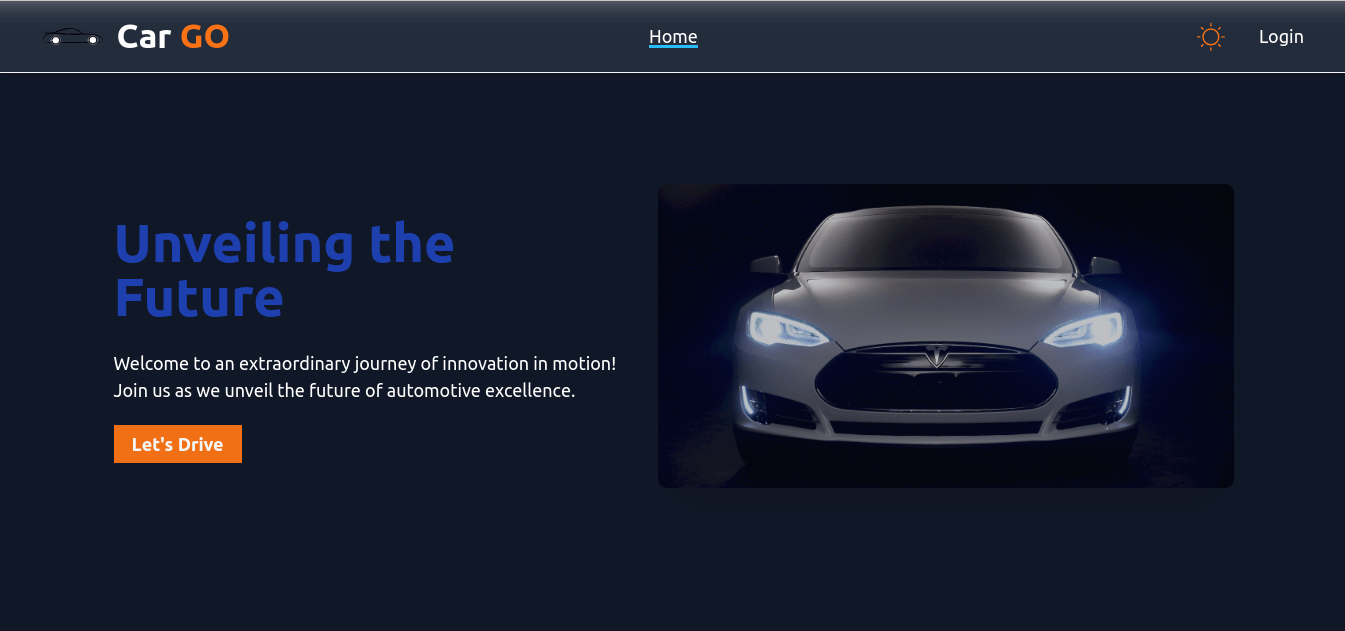 Car GO
Home
Login
Unveiling the
Future
Welcome to an extraordinary journey of innovation in motion!
Join us as we unveil the future of automotive excellence.
Let's Drive